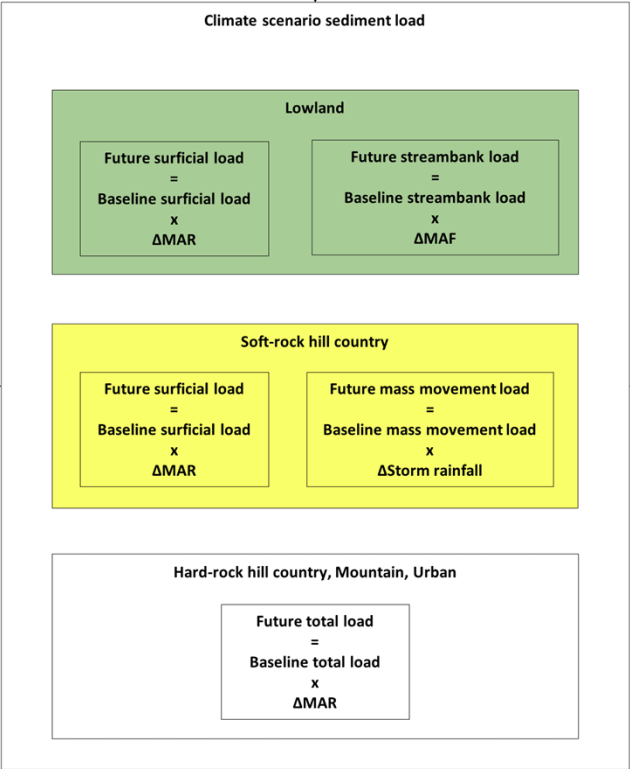 Climate scenario sediment load
Lowland
Future surficial load
=
Baseline surficial load
x
ΔMAR
Future streambank load
=
Baseline streambank load
x
ΔMAF
Soft-rock hill country
Future surficial load
=
Baseline surficial load
x
ΔMAR
Future mass movement load
=
Baseline mass movement load
x
ΔStorm rainfall
Hard-rock hill country, Mountain, Urban
Future total load
=
Baseline total load
x
ΔMAR